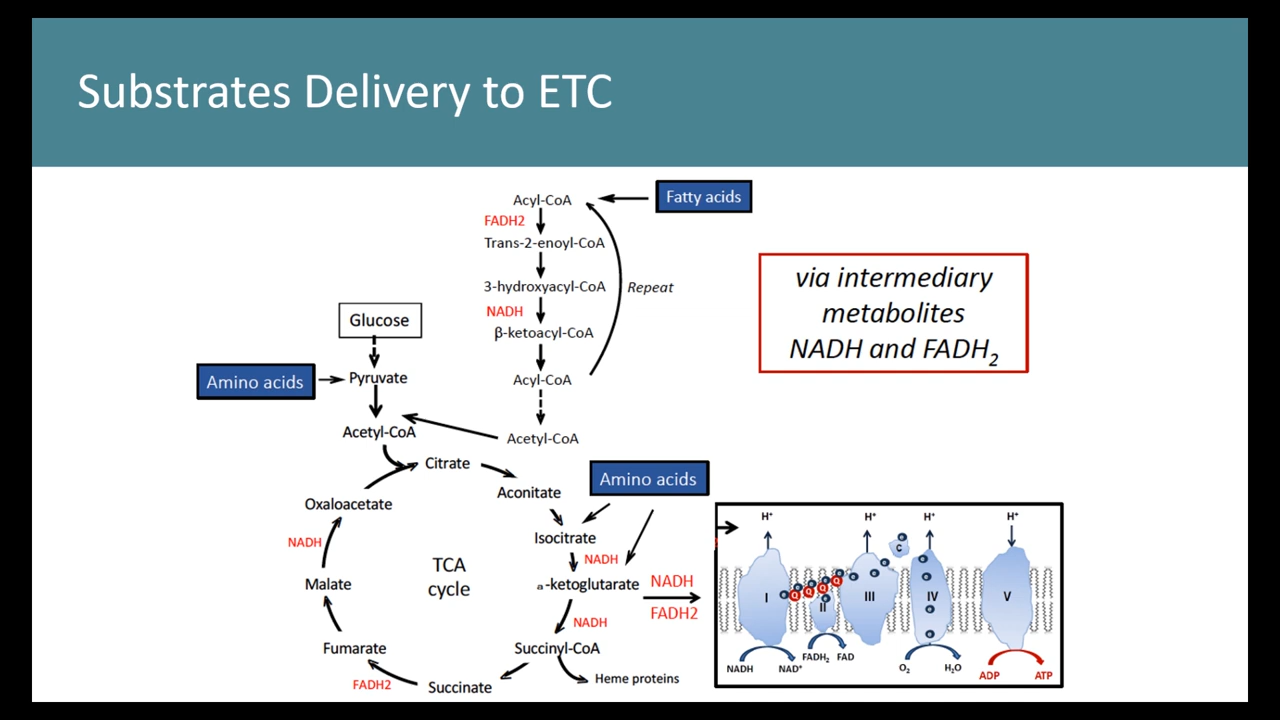 Substrates Delivery to ETC
Fatty acids
Acyl-CoA
FADH2
Trans-2-enoyl-CoA
3-hydroxyacyl-CoA
Repeat
NADH
β-ketoacyl-CoA
Acyl-CoA
Acetyl-CoA
via intermediary
metabolites
NADH and FADH₂
Glucose
Amino acids
Pyruvate
Acetyl-CoA
Citrate
Aconitate
Amino acids
Isocitrate
NADH
α-ketoglutarate
NADH
Succinyl-CoA
Heme proteins
Succinate
FADH2
Fumarate
Malate
NADH
Oxaloacetate
TCA
cycle
NADH
FADH2
H⁺
H⁺
H⁺
H⁺
C
I
Q Q Q Q
II
III
IV
V
NADH
NAD⁺
FADH₂
FAD
O₂
H₂O
ADP
ATP